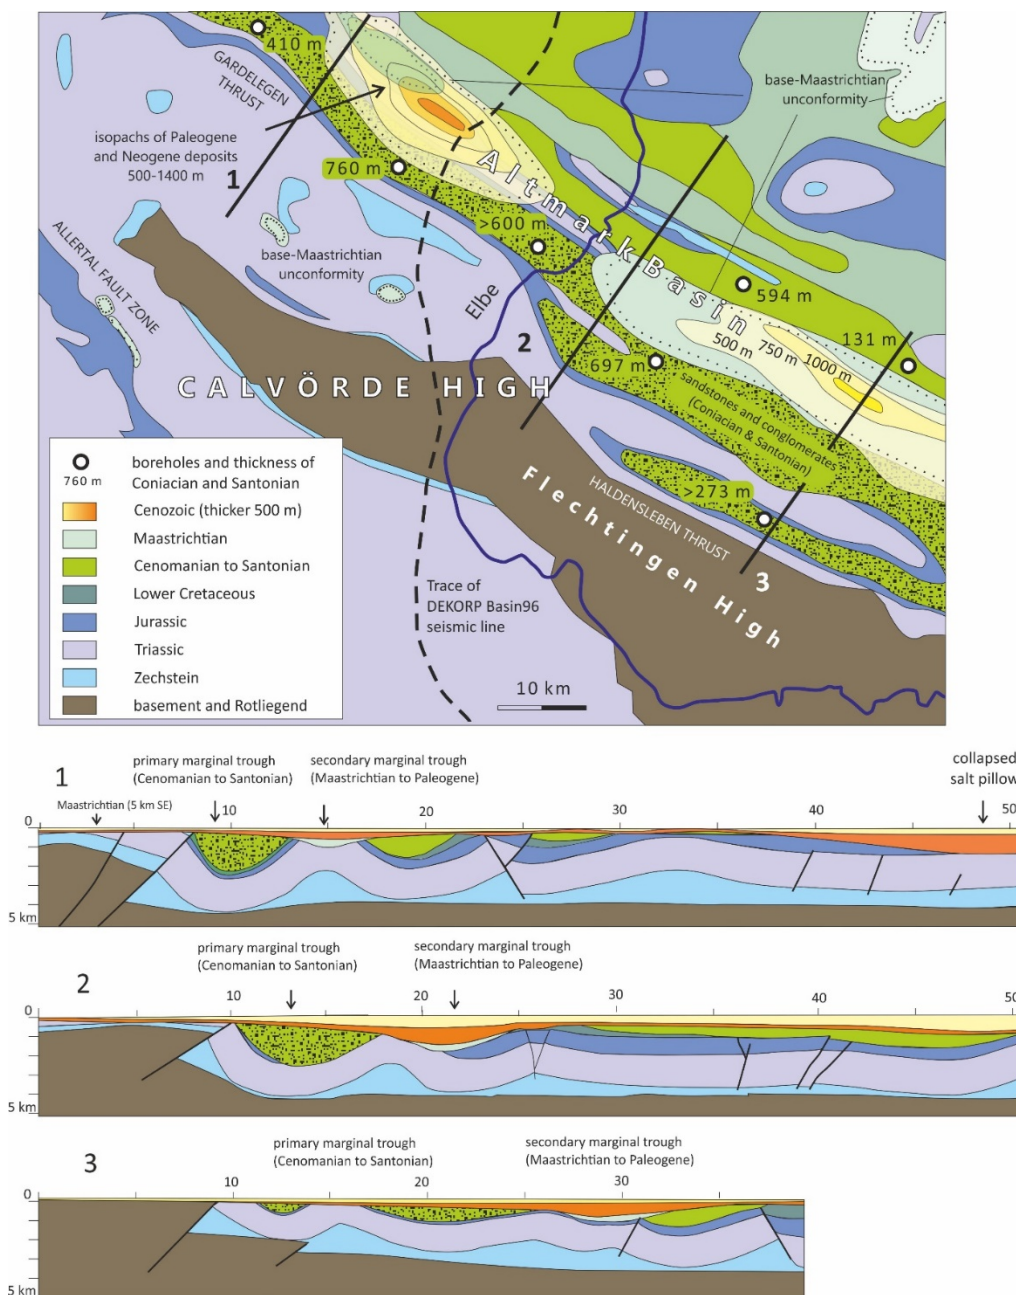 410 m
GARDELEGEN
THRUST
isopachs of Paleogene
and Neogene deposits
500-1400 m
1
760 m
base-Maastrichtian
unconformity
Altmark Basin
>600 m
ALLERTAL FAULT ZONE
base-Maastrichtian
unconformity
Elbe
2
594 m
131 m
500 m
750 m
1000 m
697 m
sandstones and conglomerates
(Coniacian & Santonian)
CALVÖRDE HIGH
>273 m
HALDENSLEBEN THRUST
Flechtingen High
3
Trace of
DEKORP Basin96
seismic line
10 km
760 m
boreholes and thickness of
Coniacian and Santonian
Cenozoic (thicker 500 m)
Maastrichtian
Cenomanian to Santonian
Lower Cretaceous
Jurassic
Triassic
Zechstein
basement and Rotliegend
1
primary marginal trough
(Cenomanian to Santonian)
secondary marginal trough
(Maastrichtian to Paleogene)
collapsed
salt pillow
Maastrichtian (5 km SE)
0
10
20
30
40
50
5 km
2
primary marginal trough
(Cenomanian to Santonian)
secondary marginal trough
(Maastrichtian to Paleogene)
0
10
20
30
40
50
5 km
3
primary marginal trough
(Cenomanian to Santonian)
secondary marginal trough
(Maastrichtian to Paleogene)
0
10
20
30
5 km